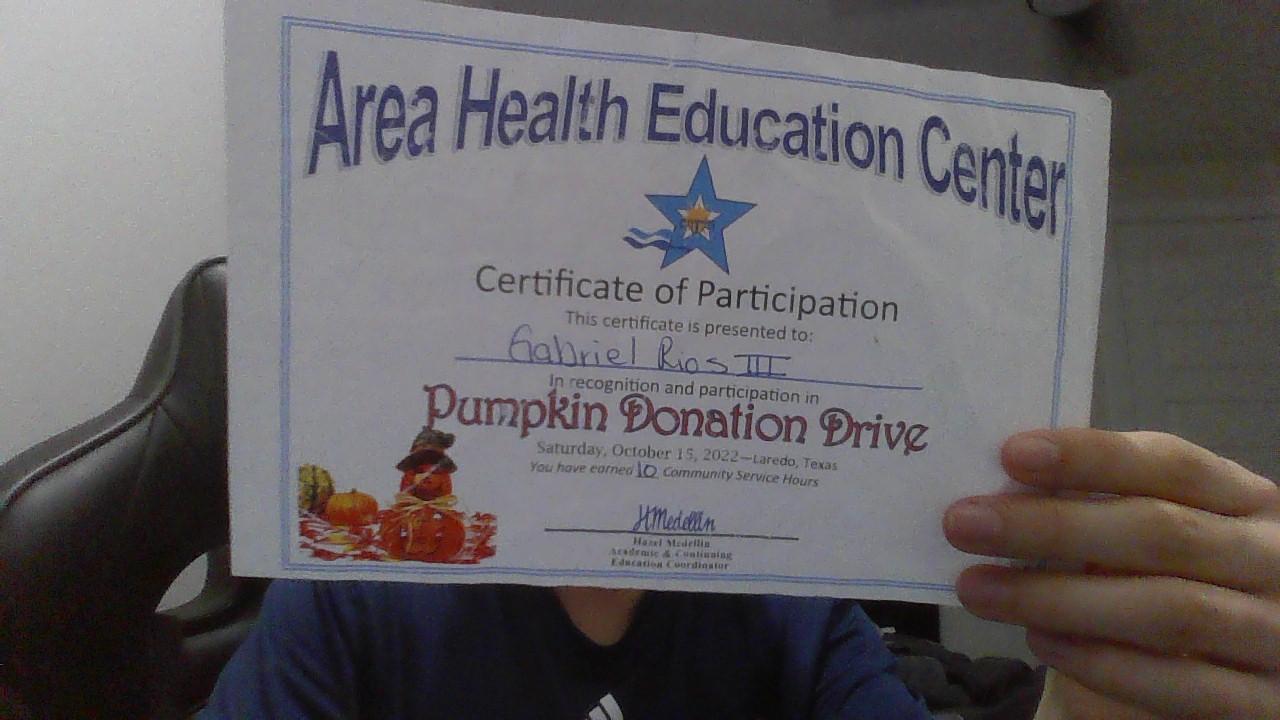 Area Health Education Center
Certificate of Participation
This certificate is presented to:
Gabriel Rios III
In recognition and participation in
Pumpkin Donation Drive
Saturday, October 15, 2022—Laredo, Texas
You have earned 10 Community Service Hours
HMedellin
Hazel Medellin
Academic & Continuing
Education Coordinator